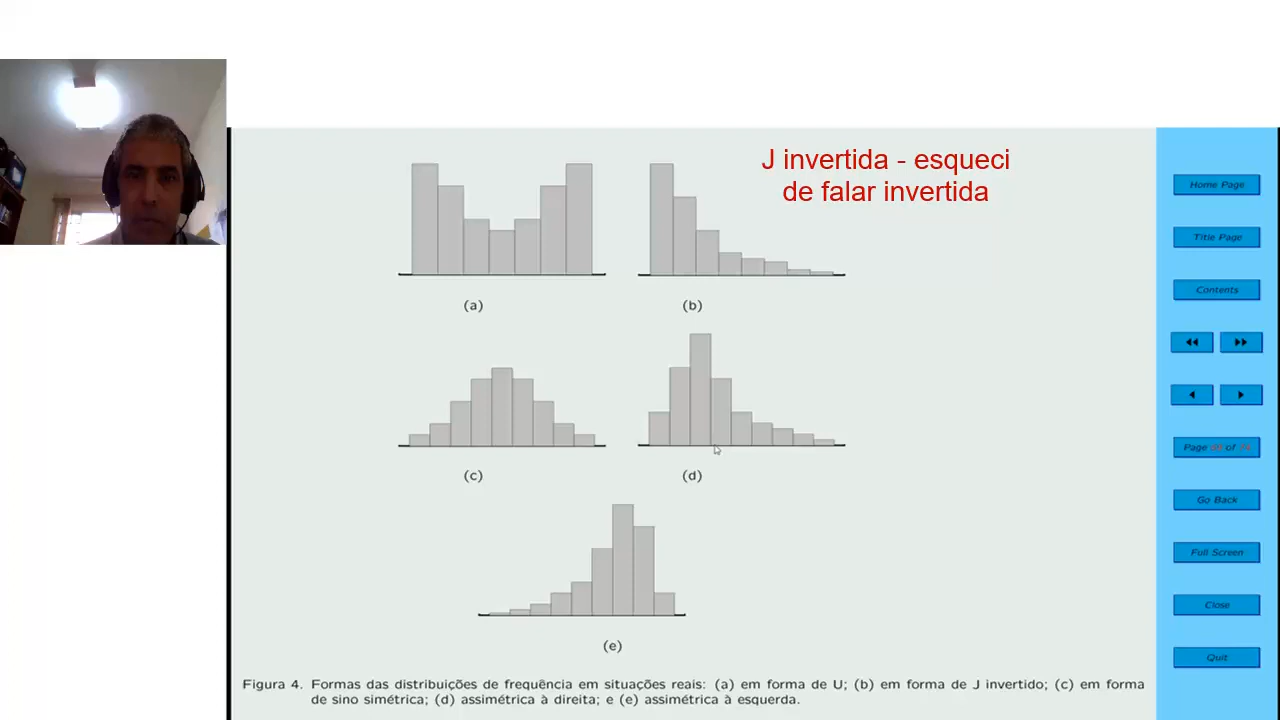 J invertida - esqueci
de falar invertida
(a)
(b)
(c)
(d)
(e)
Figura 4. Formas das distribuições de frequência em situações reais: (a) em forma de U; (b) em forma de J invertido; (c) em forma
de sino simétrica; (d) assimétrica à direita; e (e) assimétrica à esquerda.
Home Page
Title Page
Contents
Page of
Go Back
Full Screen
Close
Quit